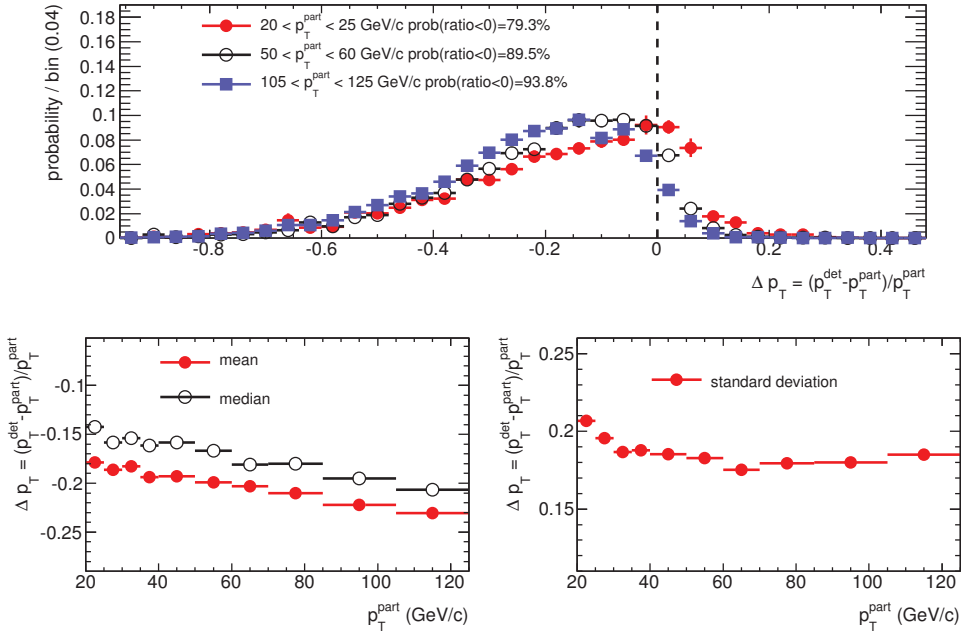 probability / bin (0.04)
0.18
0.16
0.14
0.12
0.1
0.08
0.06
0.04
0.02
0
20 < p_T^part < 25 GeV/c prob(ratio<0)=79.3%
50 < p_T^part < 60 GeV/c prob(ratio<0)=89.5%
105 < p_T^part < 125 GeV/c prob(ratio<0)=93.8%
-0.8 -0.6 -0.4 -0.2 0 0.2 0.4
Δ p_T = (p_T^det-p_T^part)/p_T^part
Δ p_T = (p_T^det-p_T^part)/p_T^part
-0.1
-0.15
-0.2
-0.25
mean
median
20 40 60 80 100 120
p_T^part (GeV/c)
Δ p_T = (p_T^det-p_T^part)/p_T^part
0.25
0.2
0.15
standard deviation
20 40 60 80 100 120
p_T^part (GeV/c)